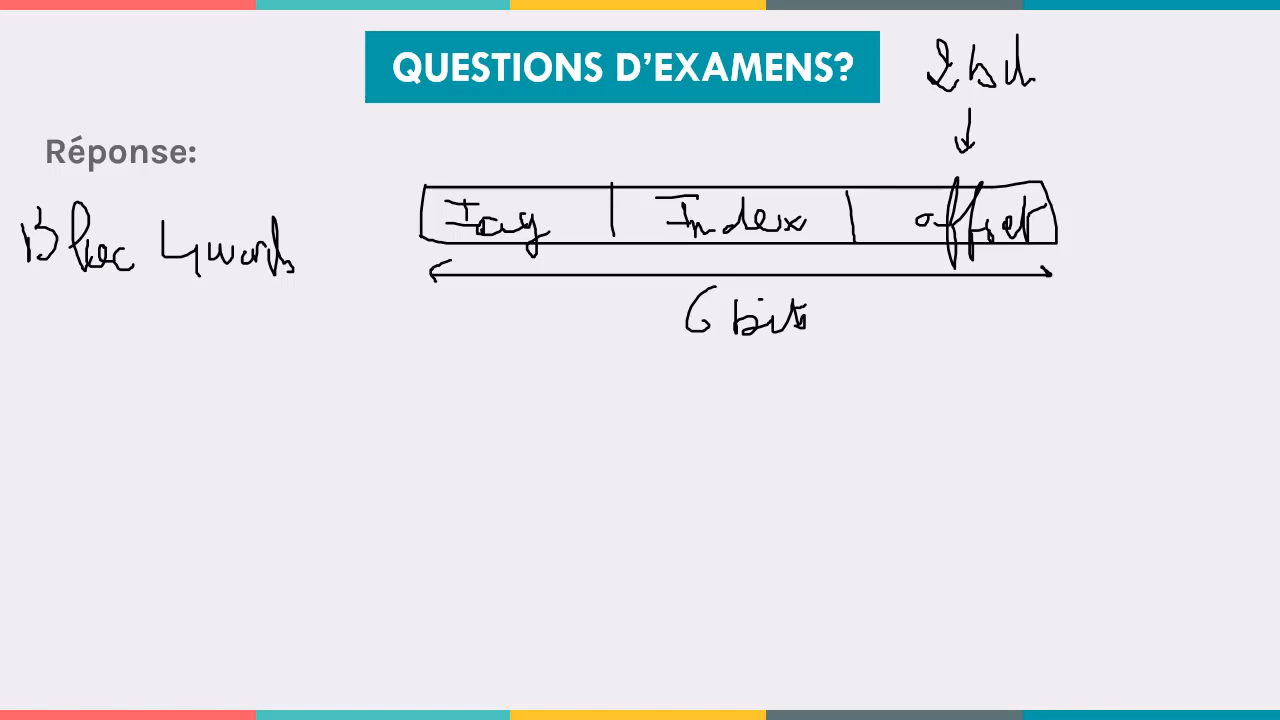 QUESTIONS D'EXAMENS?
2 bit
Réponse:
Tag Index offset
Bloc 4 words
6 bits